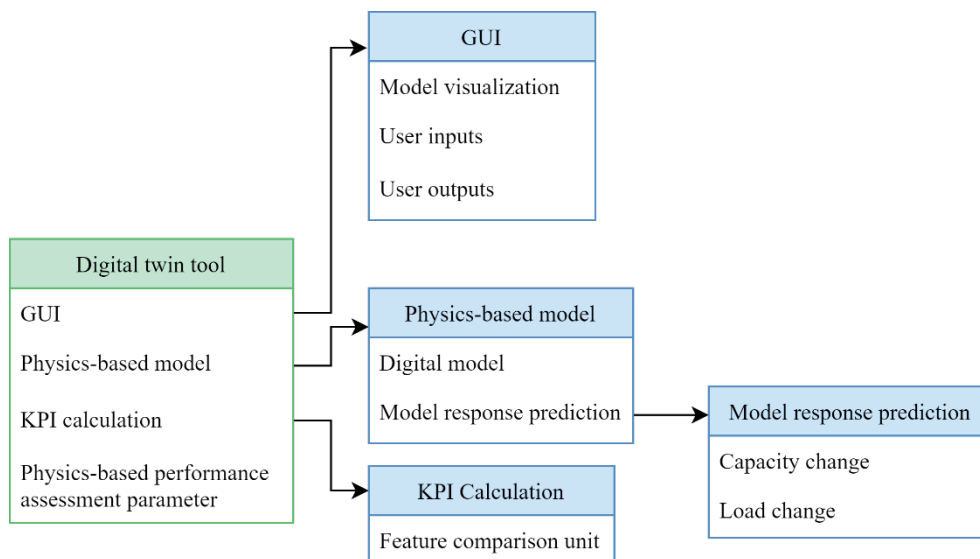 GUI
Model visualization
User inputs
User outputs
Digital twin tool
GUI
Physics-based model
KPI calculation
Physics-based performance
assessment parameter
Physics-based model
Digital model
Model response prediction
KPI Calculation
Feature comparison unit
Model response prediction
Capacity change
Load change